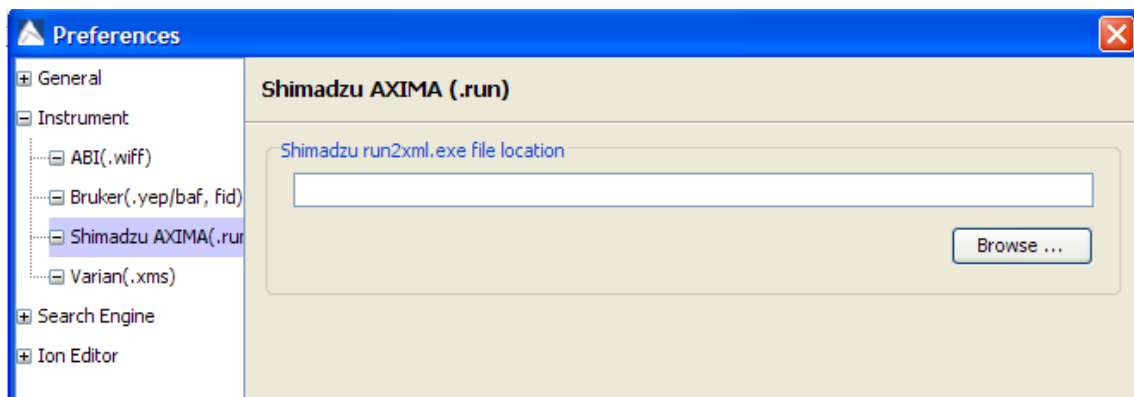 Preferences
General
Shimadzu AXIMA (.run)
Instrument
ABI(.wiff)
Bruker(.yep/baf, fid)
Shimadzu AXIMA(.rur
Varian(.xms)
Search Engine
Ion Editor
Shimadzu run2xml.exe file location
Browse ...